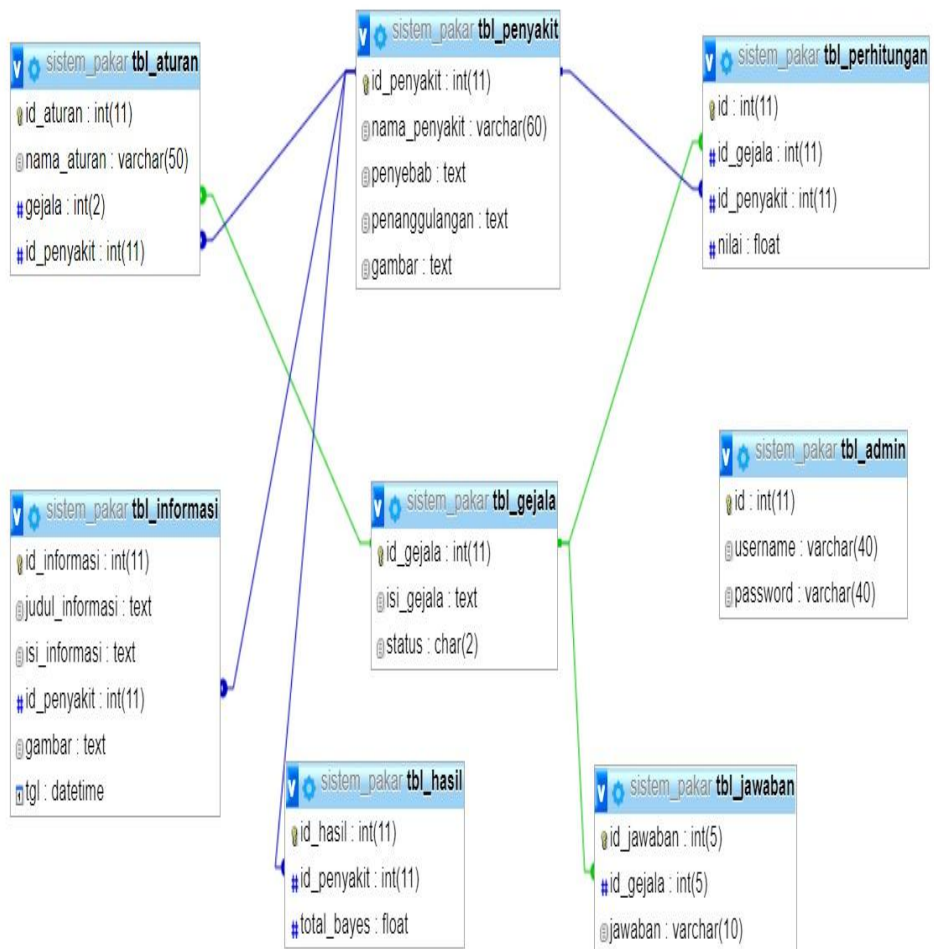 sistem_pakar tbl_aturan
id_aturan : int(11)
nama_aturan : varchar(50)
#gejala : int(2)
#id_penyakit : int(11)
sistem_pakar tbl_penyakit
id_penyakit : int(11)
nama_penyakit : varchar(60)
penyebab : text
penanggulangan : text
gambar : text
sistem_pakar tbl_perhitungan
id : int(11)
#id_gejala : int(11)
#id_penyakit : int(11)
#nilai : float
sistem_pakar tbl_informasi
id_informasi : int(11)
judul_informasi : text
isi_informasi : text
#id_penyakit : int(11)
gambar : text
tgl : datetime
sistem_pakar tbl_gejala
id_gejala : int(11)
isi_gejala : text
status : char(2)
sistem_pakar tbl_admin
id : int(11)
username : varchar(40)
password : varchar(40)
sistem_pakar tbl_hasil
id_hasil : int(11)
#id_penyakit : int(11)
#total_bayes : float
sistem_pakar tbl_jawaban
id_jawaban : int(5)
#id_gejala : int(5)
jawaban : varchar(10)